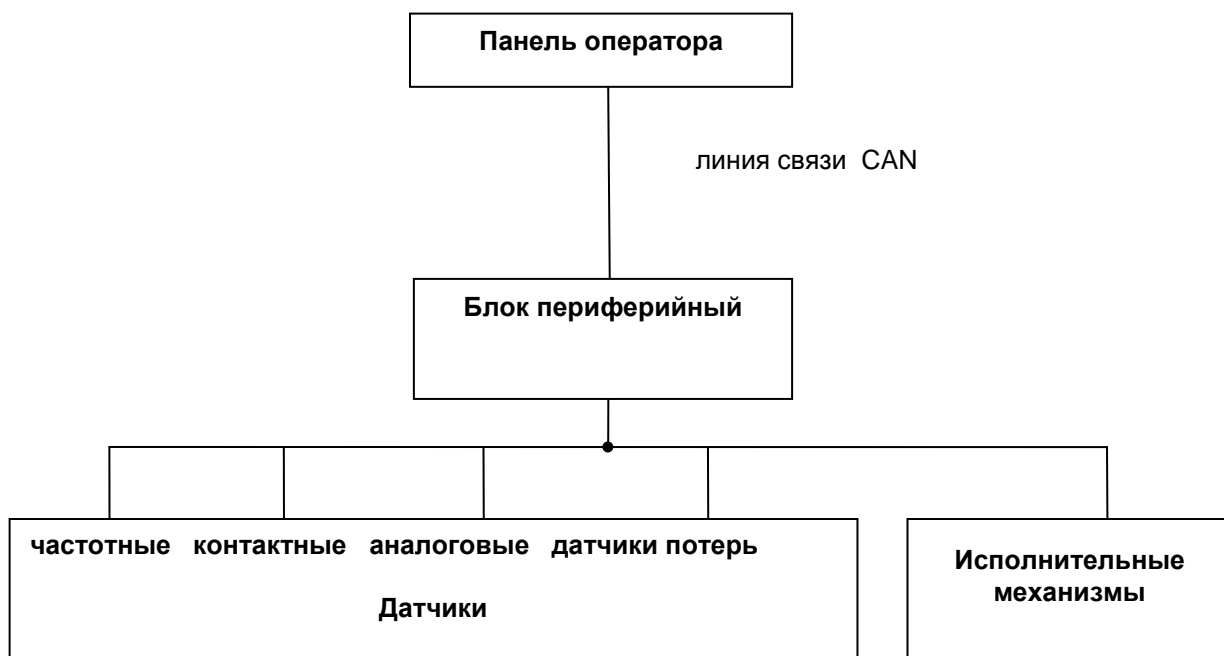 Панель оператора
линия связи CAN
Блок периферийный
частотные контактные аналоговые датчики потерь
Датчики
Исполнительные
механизмы